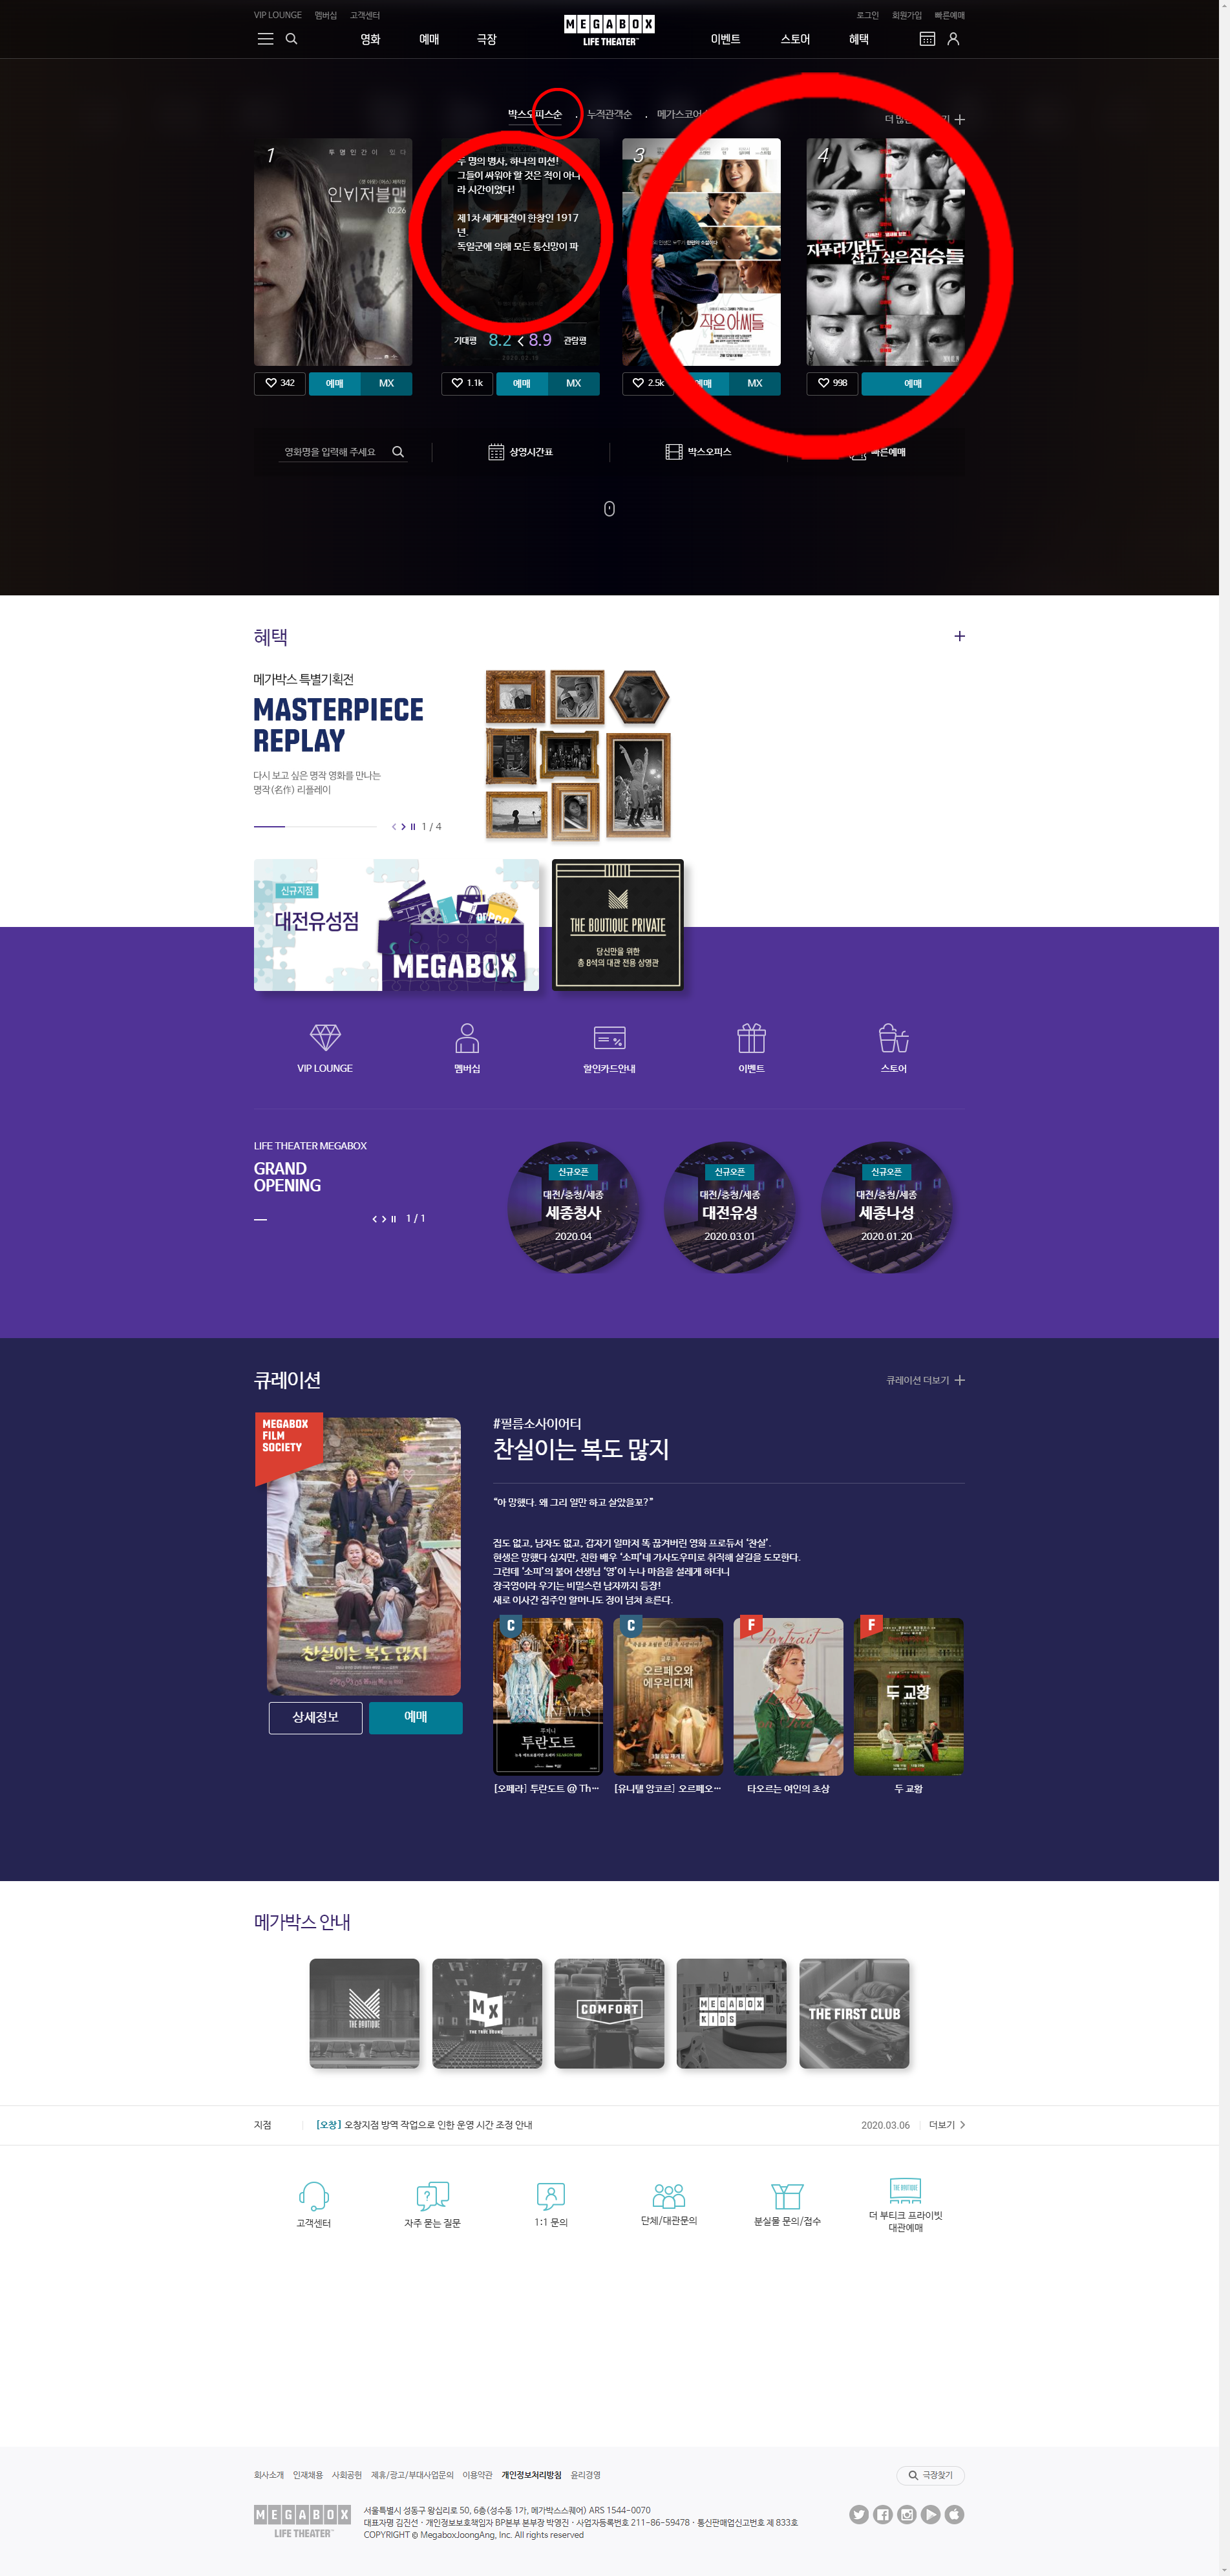 VIP LOUNGE 멤버십 고객센터
로그인 회원가입 빠른예매
영화 예매 극장
MEGABOX
LIFE THEATER
이벤트 스토어 혜택
박스오피스순 · 누적관객순 · 메가스코어
더 많
기
1
투명인간이 있다
인비저블맨
02.26
두 명의 병사, 하나의 미션!
그들이 싸워야 할 것은 적이 아니
라 시간이었다!
제1차 세계대전이 한창인 1917
년.
독일군에 의해 모든 통신망이 파
기대평 8.2 8.9 관람평
3
작은 아씨들
4
지푸라기라도
잡고 싶은 짐승들
342 예매 MX
1.1k 예매 MX
2.5k 예매 MX
998 예매
영화명을 입력해 주세요
상영시간표
박스오피스
빠른예매
혜택
메가박스 특별기획전
MASTERPIECE
REPLAY
다시 보고 싶은 명작 영화를 만나는
명작(名作) 리플레이
1 / 4
신규지점
대전유성점
MEGABOX
THE BOUTIQUE PRIVATE
당신만을 위한
총 8석의 대관 전용 상영관
VIP LOUNGE
멤버십
할인카드안내
이벤트
스토어
LIFE THEATER MEGABOX
GRAND
OPENING
1 / 1
신규오픈
대전/충청/세종
세종청사
2020.04
신규오픈
대전/충청/세종
대전유성
2020.03.01
신규오픈
대전/충청/세종
세종나성
2020.01.20
큐레이션
큐레이션 더보기
MEGABOX
FILM
SOCIETY
찬실이는 복도 많지
상세정보
예매
#필름소사이어티
찬실이는 복도 많지
“아 망했다. 왜 그리 일만 하고 살았을꼬?”
집도 없고, 남자도 없고, 갑자기 일마저 똑 끊겨버린 영화 프로듀서 ‘찬실’.
현생은 망했다 싶지만, 친한 배우 ‘소피’네 가사도우미로 취직해 살길을 도모한다.
그런데 ‘소피’의 불어 선생님 ‘영’이 누나 마음을 설레게 하더니
장국영이라 우기는 비밀스런 남자까지 등장!
새로 이사간 집주인 할머니도 정이 넘쳐 흐른다.
C
투란도트
C
오르페오와
에우리디체
F
Portrait
F
두 교황
[오페라] 투란도트 @ Th…
[유니텔 앙코르] 오르페오…
타오르는 여인의 초상
두 교황
메가박스 안내
THE BOUTIQUE
MX
COMFORT
MEGABOX
KIDS
THE FIRST CLUB
지점
[오창] 오창지점 방역 작업으로 인한 운영 시간 조정 안내
2020.03.06
더보기
고객센터
자주 묻는 질문
1:1 문의
단체/대관문의
분실물 문의/접수
THE BOUTIQUE
더 부티크 프라이빗
대관예매
회사소개 인재채용 사회공헌 제휴/광고/부대사업문의 이용약관 개인정보처리방침 윤리경영
극장찾기
MEGABOX
LIFE THEATER
서울특별시 성동구 왕십리로 50, 6층(성수동 1가, 메가박스스퀘어) ARS 1544-0070
대표자명 김진선 · 개인정보보호책임자 BP본부 본부장 박영진 · 사업자등록번호 211-86-59478 · 통신판매업신고번호 제 833호
COPYRIGHT © MegaboxJoongAng, Inc. All rights reserved